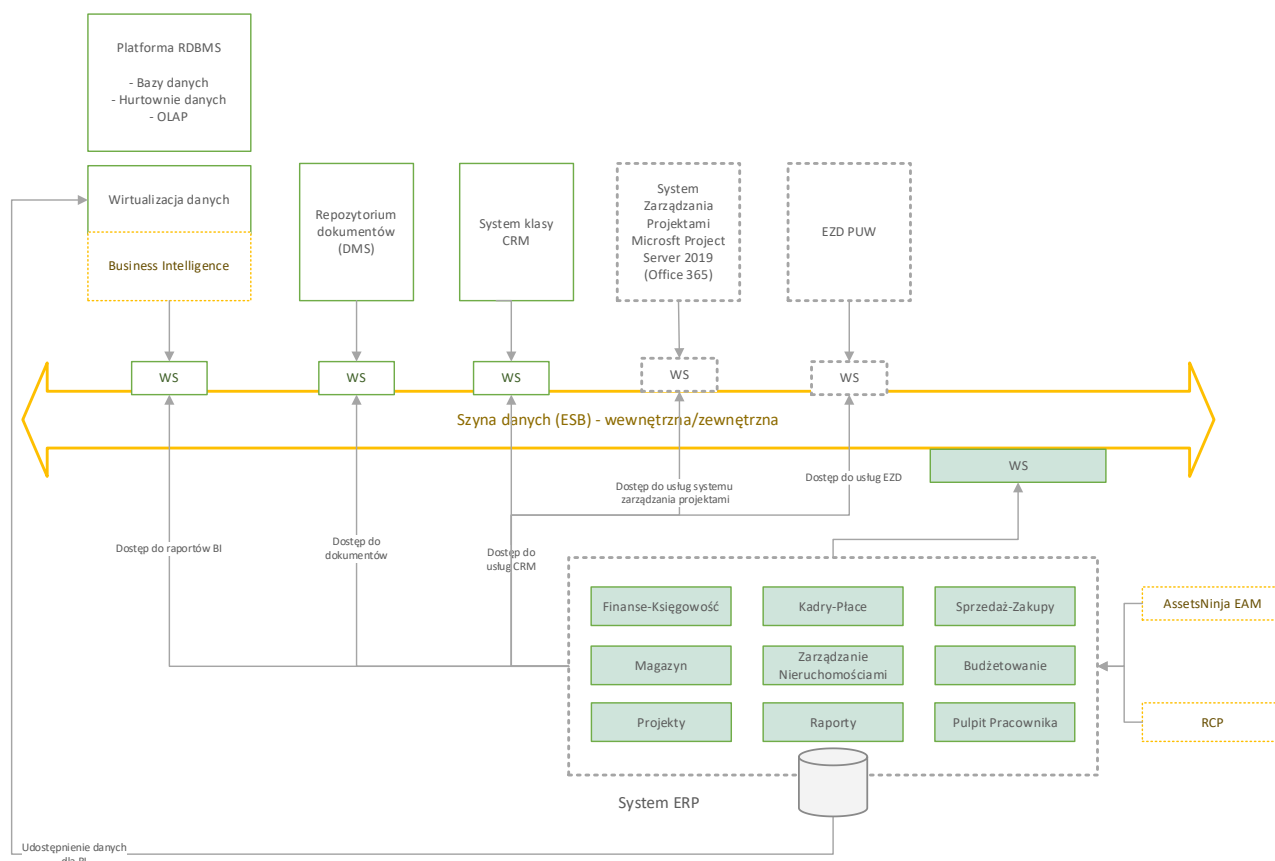 Platforma RDBMS
- Bazy danych
- Hurtownie danych
- OLAP
Wirtualizacja danych
Business Intelligence
Repozytorium
dokumentów
(DMS)
System klasy
CRM
System
Zarządzania
Projektami
Microsft Project
Server 2019
(Office 365)
EZD PUW
WS
WS
WS
WS
WS
Szyna danych (ESB) - wewnętrzna/zewnętrzna
WS
Dostęp do usług systemu
zarządzania projektami
Dostęp do usług EZD
Dostęp do raportów BI
Dostęp do
dokumentów
Dostęp do
usług CRM
Finanse-Księgowość
Kadry-Płace
Sprzedaż-Zakupy
Magazyn
Zarządzanie
Nieruchomościami
Budżetowanie
Projekty
Raporty
Pulpit Pracownika
AssetsNinja EAM
RCP
System ERP
Udostępnienie danych
dla BI